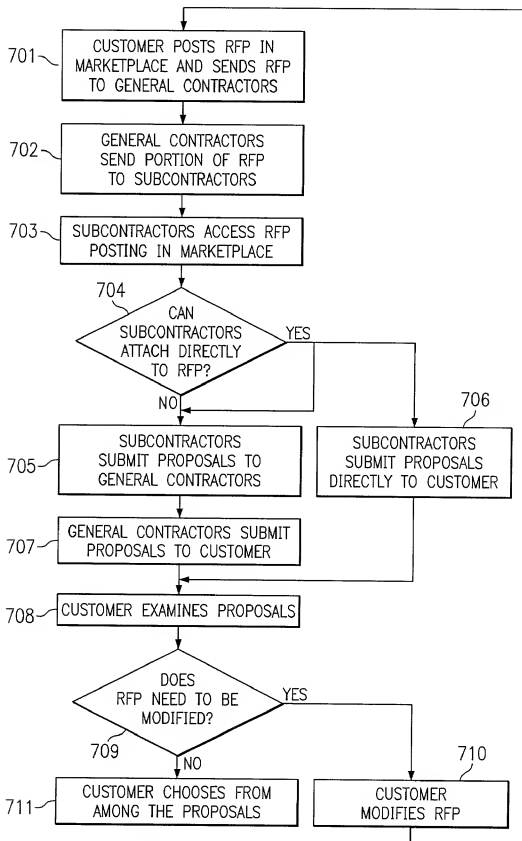 701
CUSTOMER POSTS RFP IN
MARKETPLACE AND SENDS RFP
TO GENERAL CONTRACTORS
702
GENERAL CONTRACTORS
SEND PORTION OF RFP
TO SUBCONTRACTORS
703
SUBCONTRACTORS ACCESS RFP
POSTING IN MARKETPLACE
704
CAN
SUBCONTRACTORS
ATTACH DIRECTLY
TO RFP?
YES
NO
705
SUBCONTRACTORS
SUBMIT PROPOSALS TO
GENERAL CONTRACTORS
706
SUBCONTRACTORS
SUBMIT PROPOSALS
DIRECTLY TO CUSTOMER
707
GENERAL CONTRACTORS SUBMIT
PROPOSALS TO CUSTOMER
708
CUSTOMER EXAMINES PROPOSALS
DOES
RFP NEED TO BE
MODIFIED?
YES
709
NO
710
CUSTOMER
MODIFIES RFP
711
CUSTOMER CHOOSES FROM
AMONG THE PROPOSALS